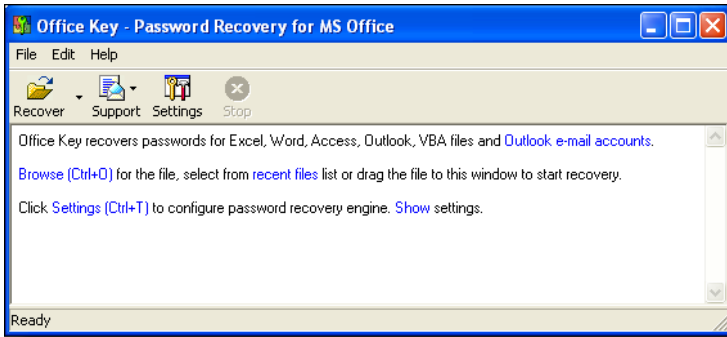 Office Key - Password Recovery for MS Office
File Edit Help
Recover Support Settings Stop
Office Key recovers passwords for Excel, Word, Access, Outlook, VBA files and Outlook e-mail accounts.
Browse (Ctrl+O) for the file, select from recent files list or drag the file to this window to start recovery.
Click Settings (Ctrl+T) to configure password recovery engine. Show settings.
Ready